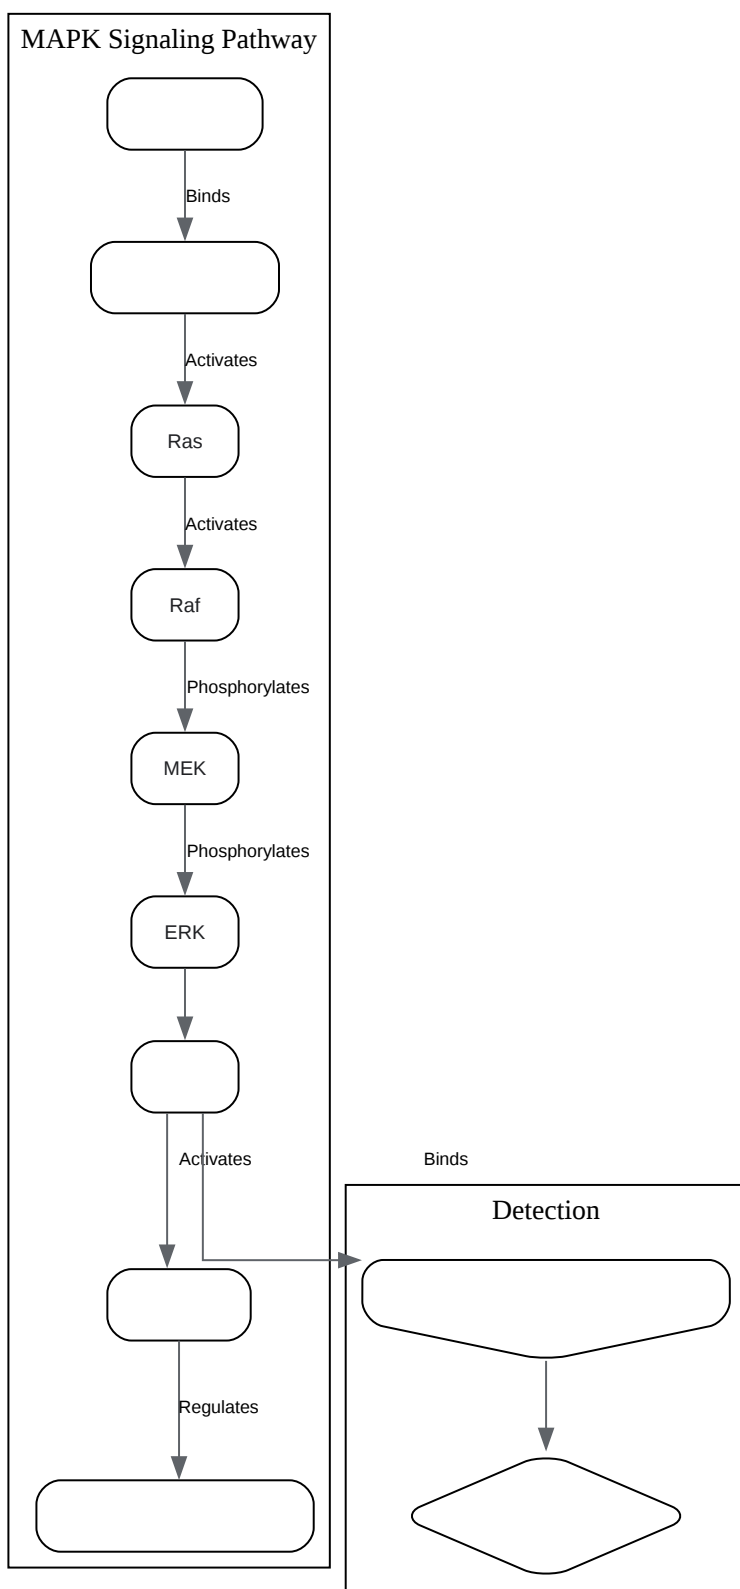 MAPK Signaling Pathway
Binds
Activates
Ras
Activates
Raf
Phosphorylates
MEK
Phosphorylates
ERK
Activates
Binds
Detection
Regulates